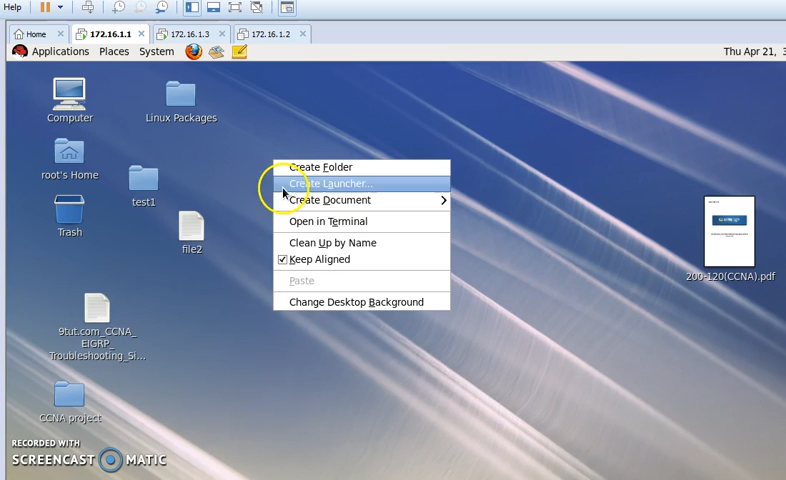 Help
Home
172.16.1.1
172.16.1.3
172.16.1.2
Applications Places System
Thu Apr 21, 3
Computer
Linux Packages
root's Home
test1
Trash
file2
Create Folder
Create Launcher...
Create Document
Open in Terminal
Clean Up by Name
Keep Aligned
Paste
Change Desktop Background
200-120(CCNA).pdf
9tut.com_CCNA_
EIGRP_
Troubleshooting_Si...
CCNA project
RECORDED WITH
SCREENCAST MATIC